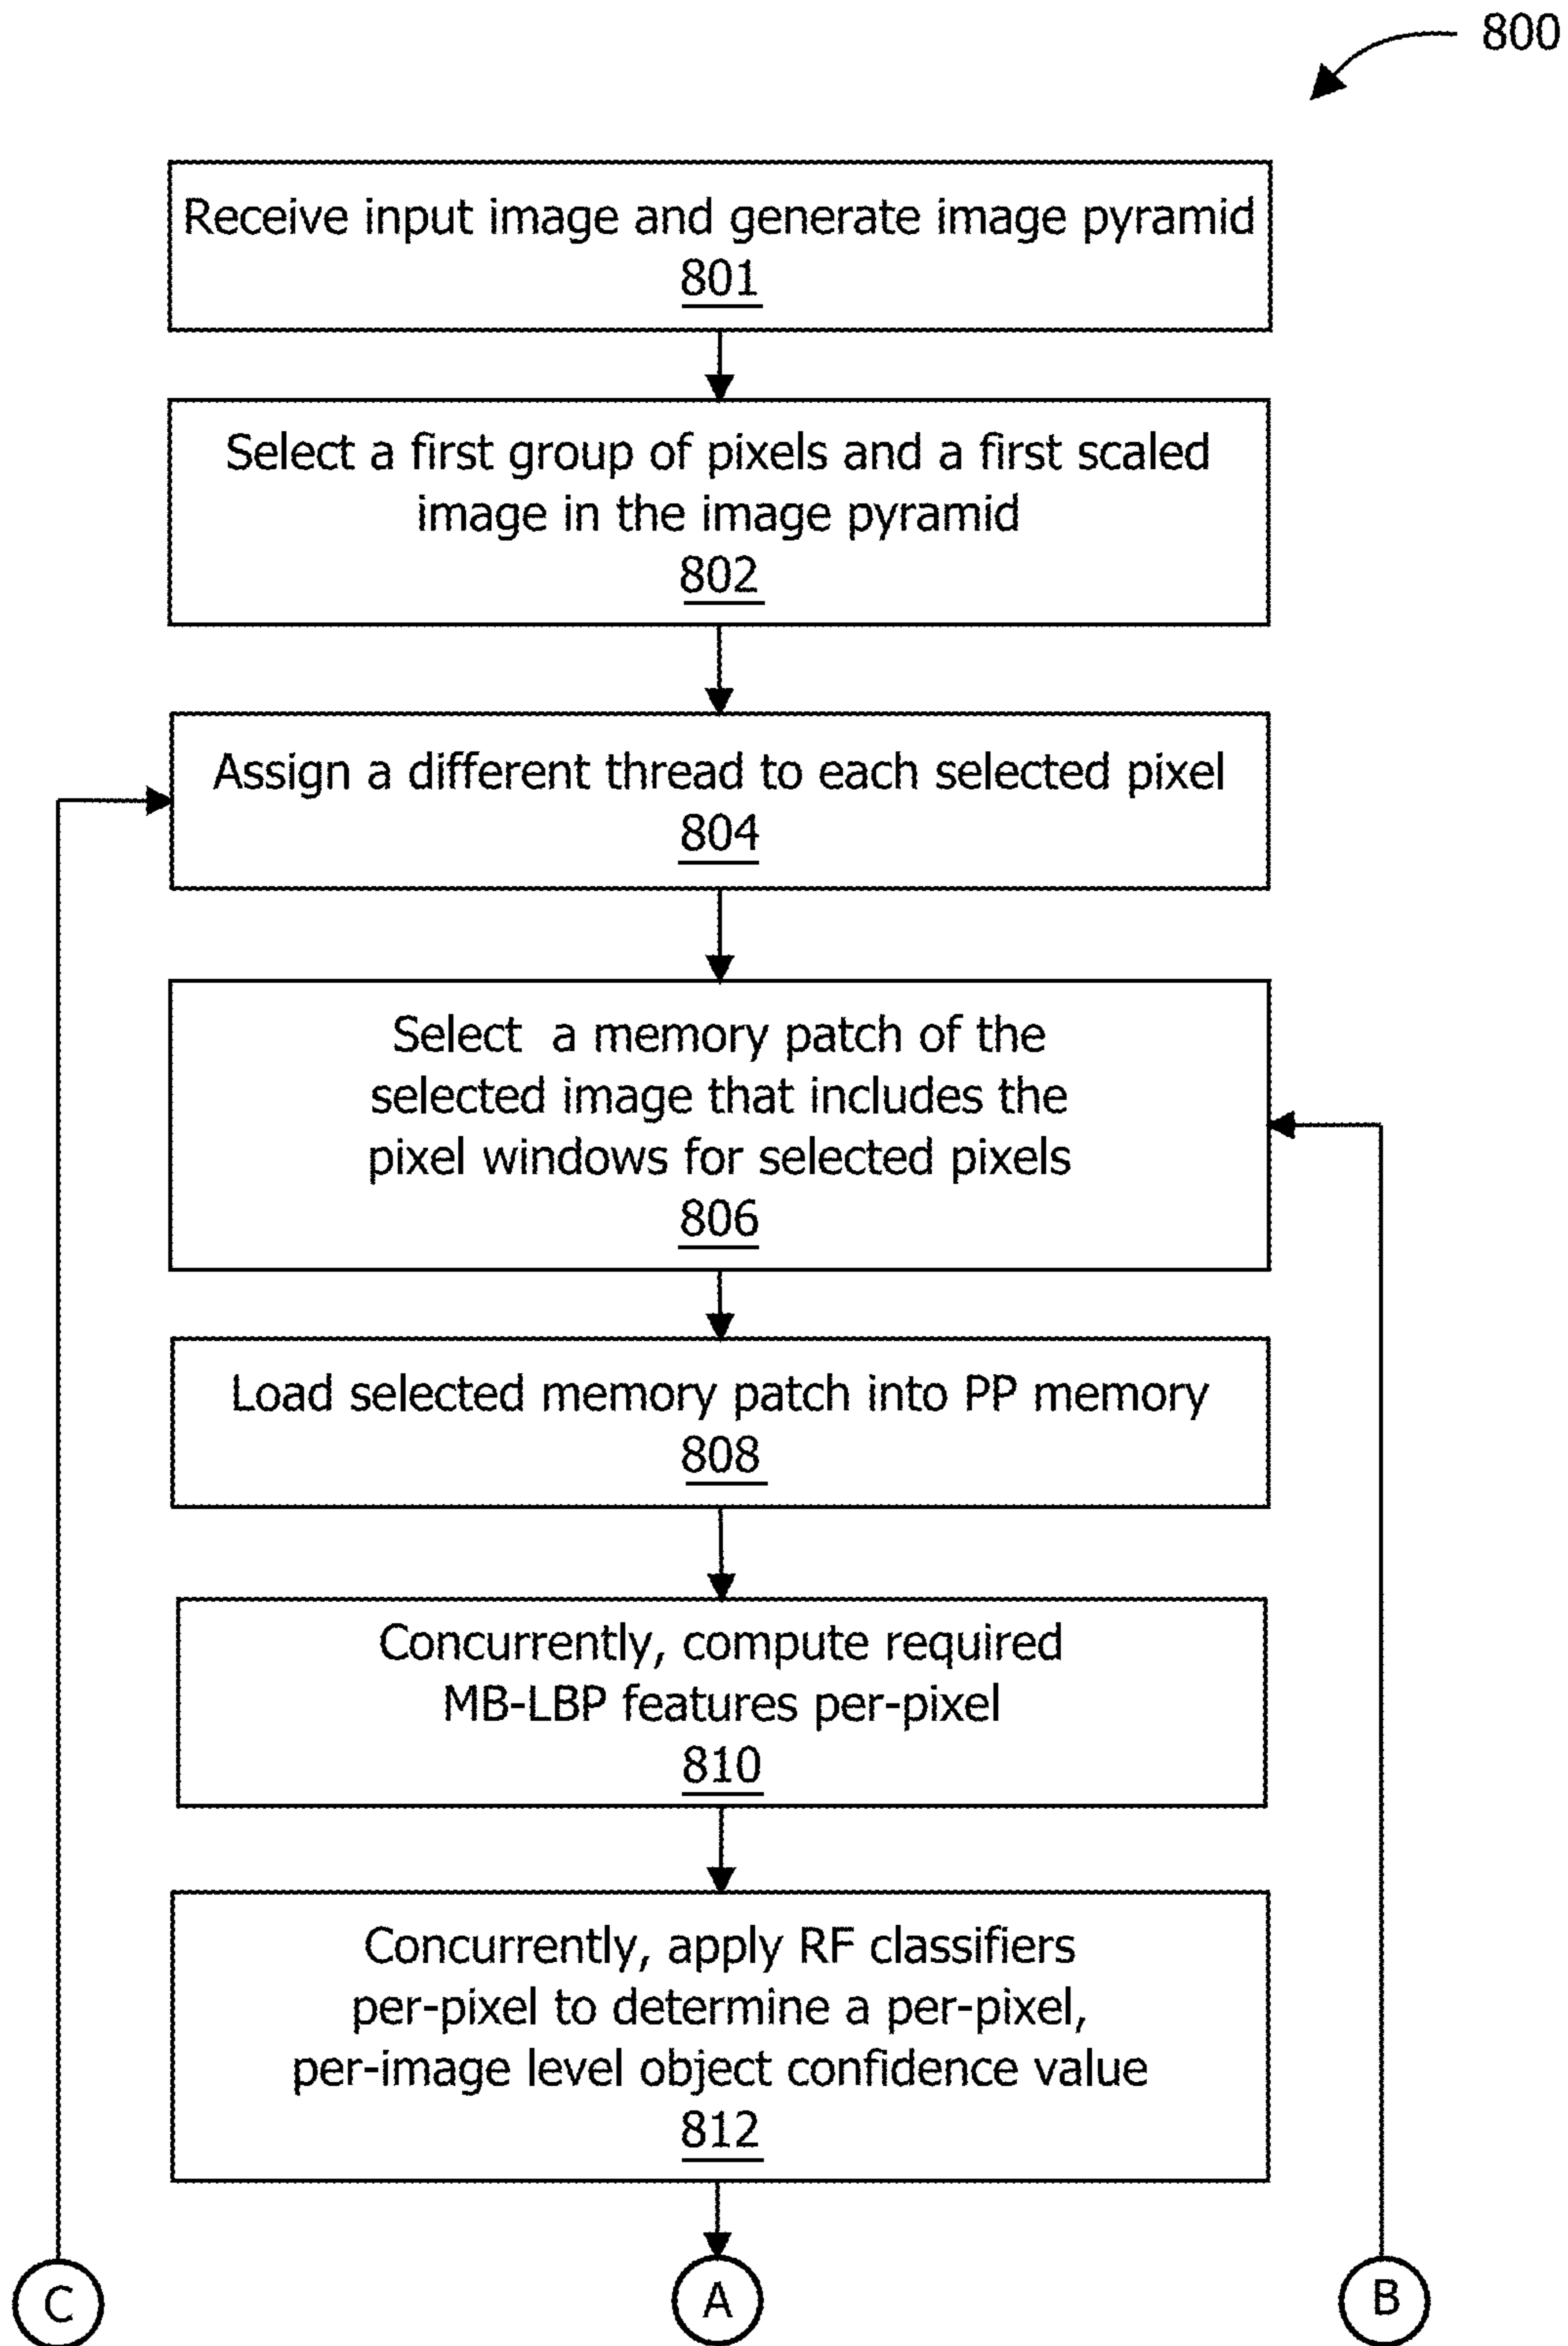 800
Receive input image and generate image pyramid
801
Select a first group of pixels and a first scaled
image in the image pyramid
802
Assign a different thread to each selected pixel
804
Select a memory patch of the
selected image that includes the
pixel windows for selected pixels
806
Load selected memory patch into PP memory
808
Concurrently, compute required
MB-LBP features per-pixel
810
Concurrently, apply RF classifiers
per-pixel to determine a per-pixel,
per-image level object confidence value
812
C
A
B